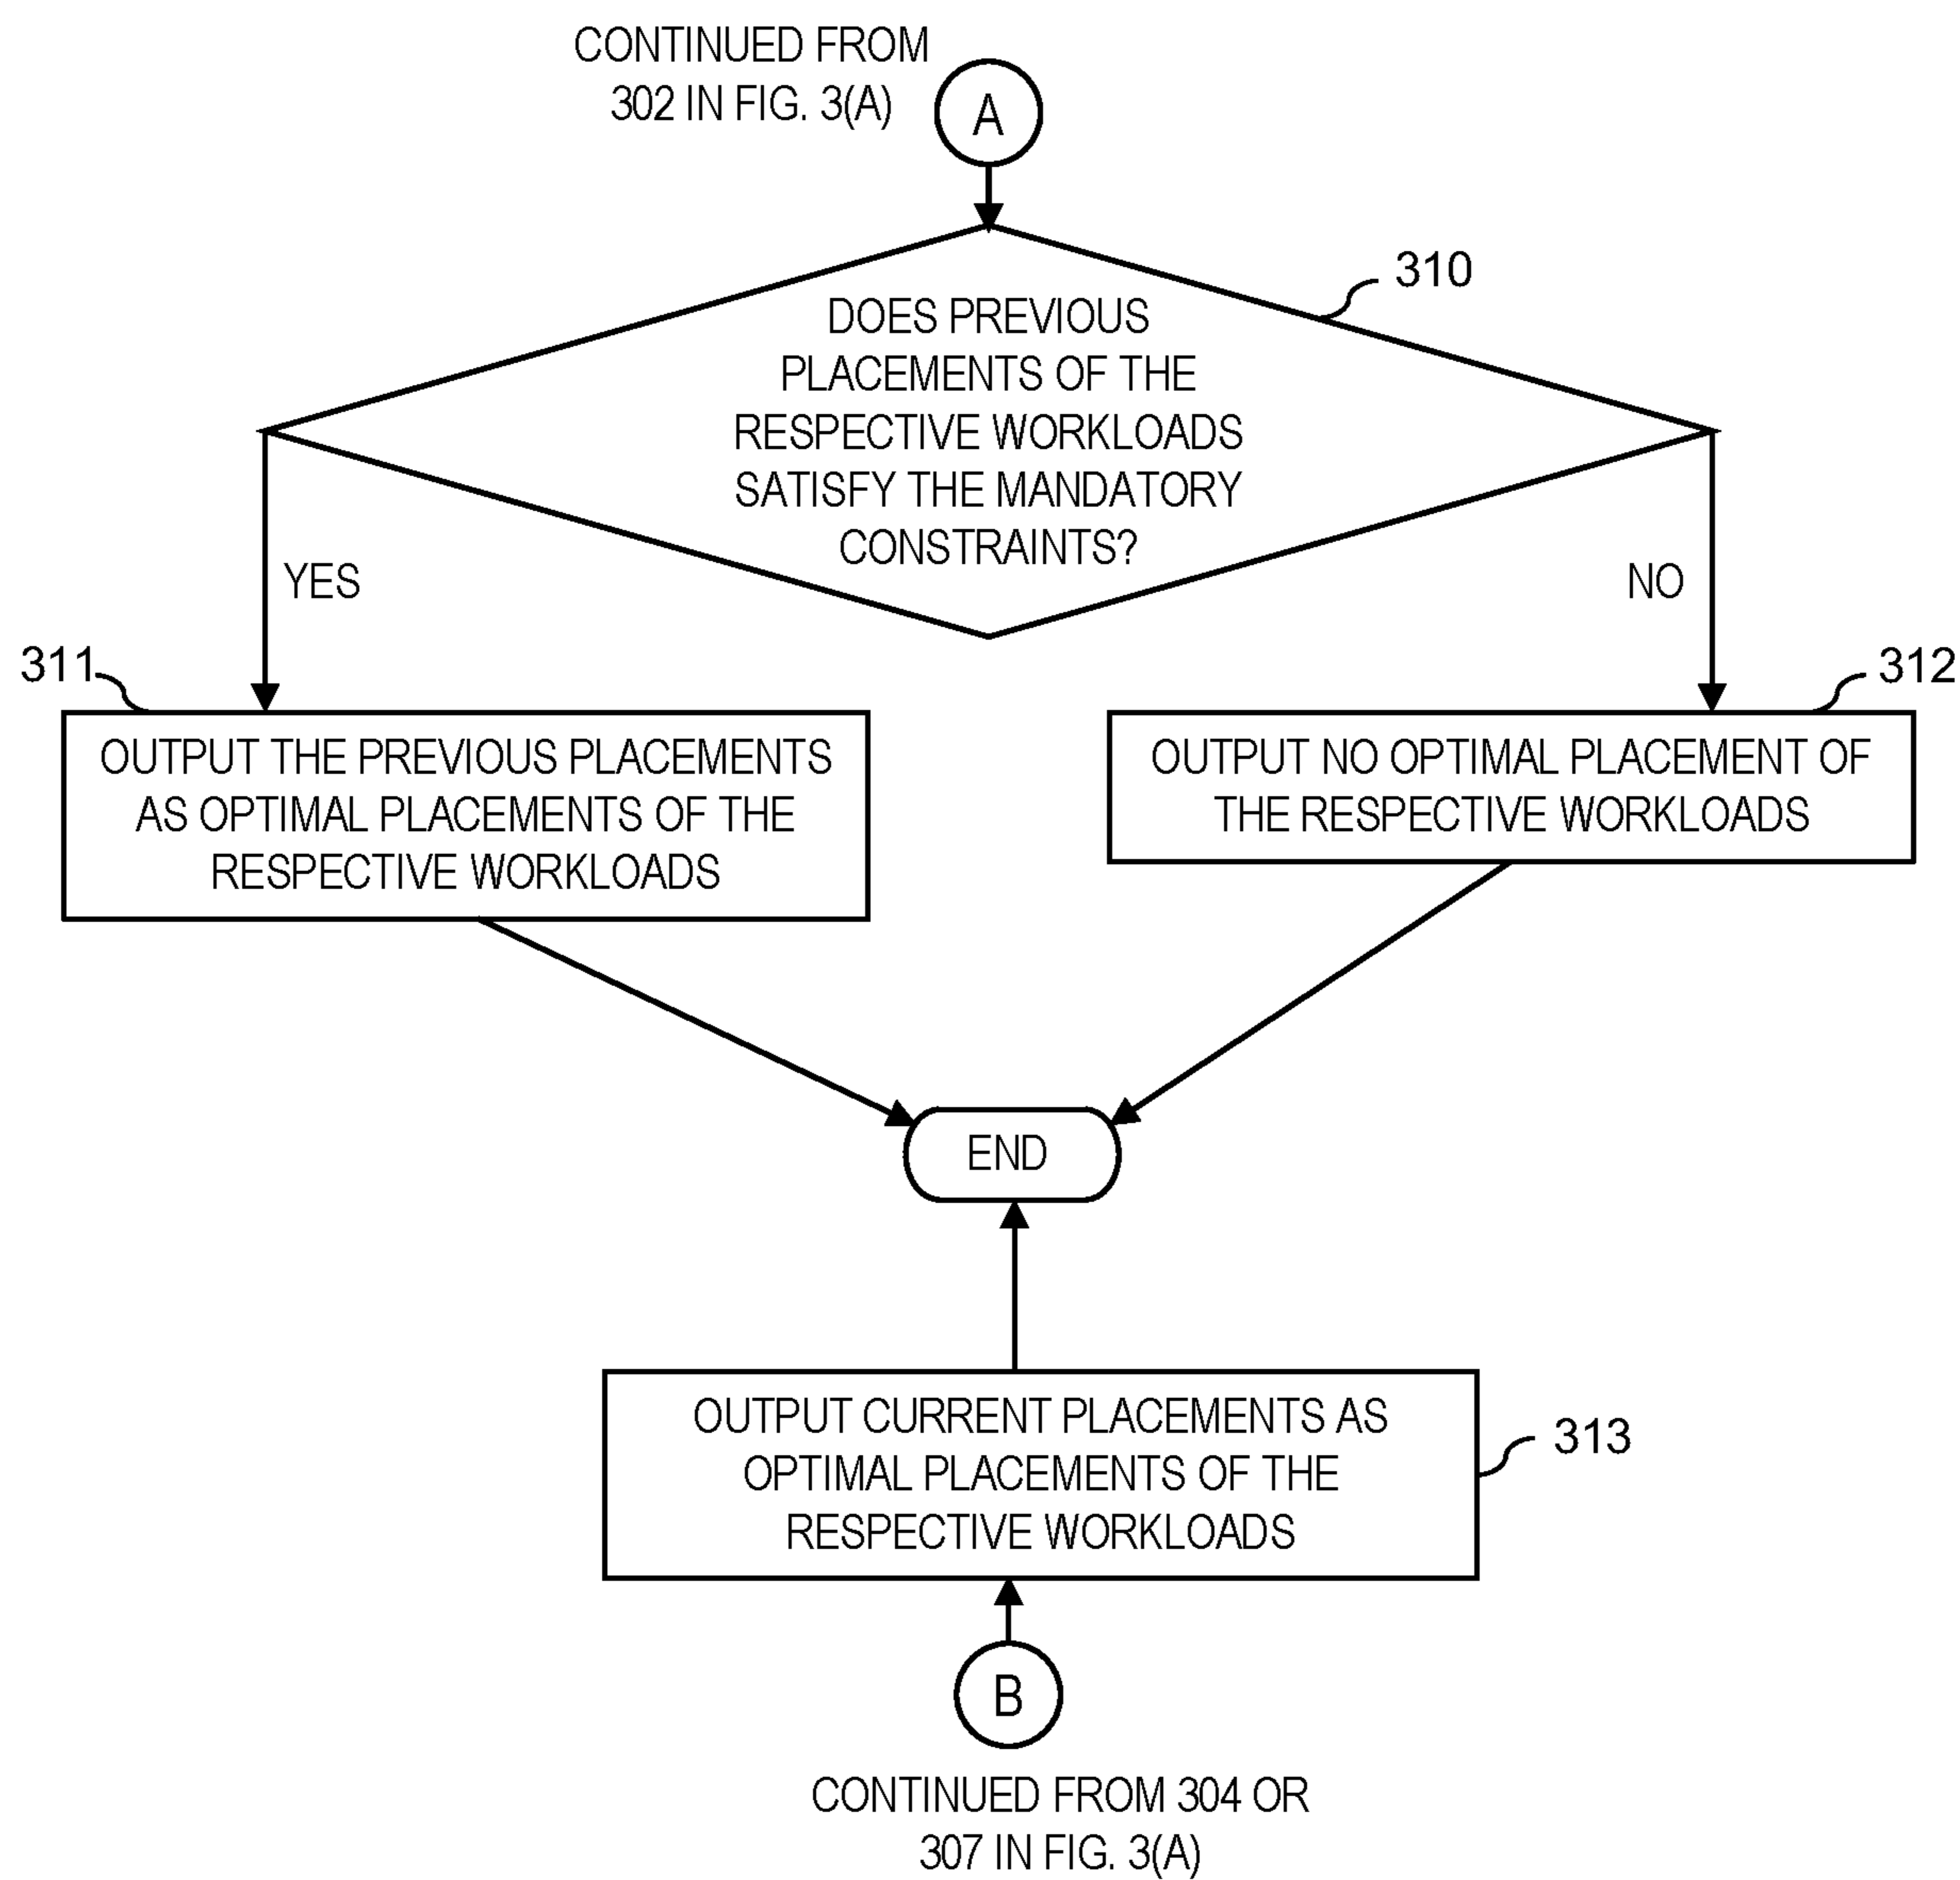 CONTINUED FROM
302 IN FIG. 3(A)
A
310
DOES PREVIOUS
PLACEMENTS OF THE
RESPECTIVE WORKLOADS
SATISFY THE MANDATORY
CONSTRAINTS?
YES
NO
311
312
OUTPUT THE PREVIOUS PLACEMENTS
AS OPTIMAL PLACEMENTS OF THE
RESPECTIVE WORKLOADS
OUTPUT NO OPTIMAL PLACEMENT OF
THE RESPECTIVE WORKLOADS
END
OUTPUT CURRENT PLACEMENTS AS
OPTIMAL PLACEMENTS OF THE
RESPECTIVE WORKLOADS
313
B
CONTINUED FROM 304 OR
307 IN FIG. 3(A)